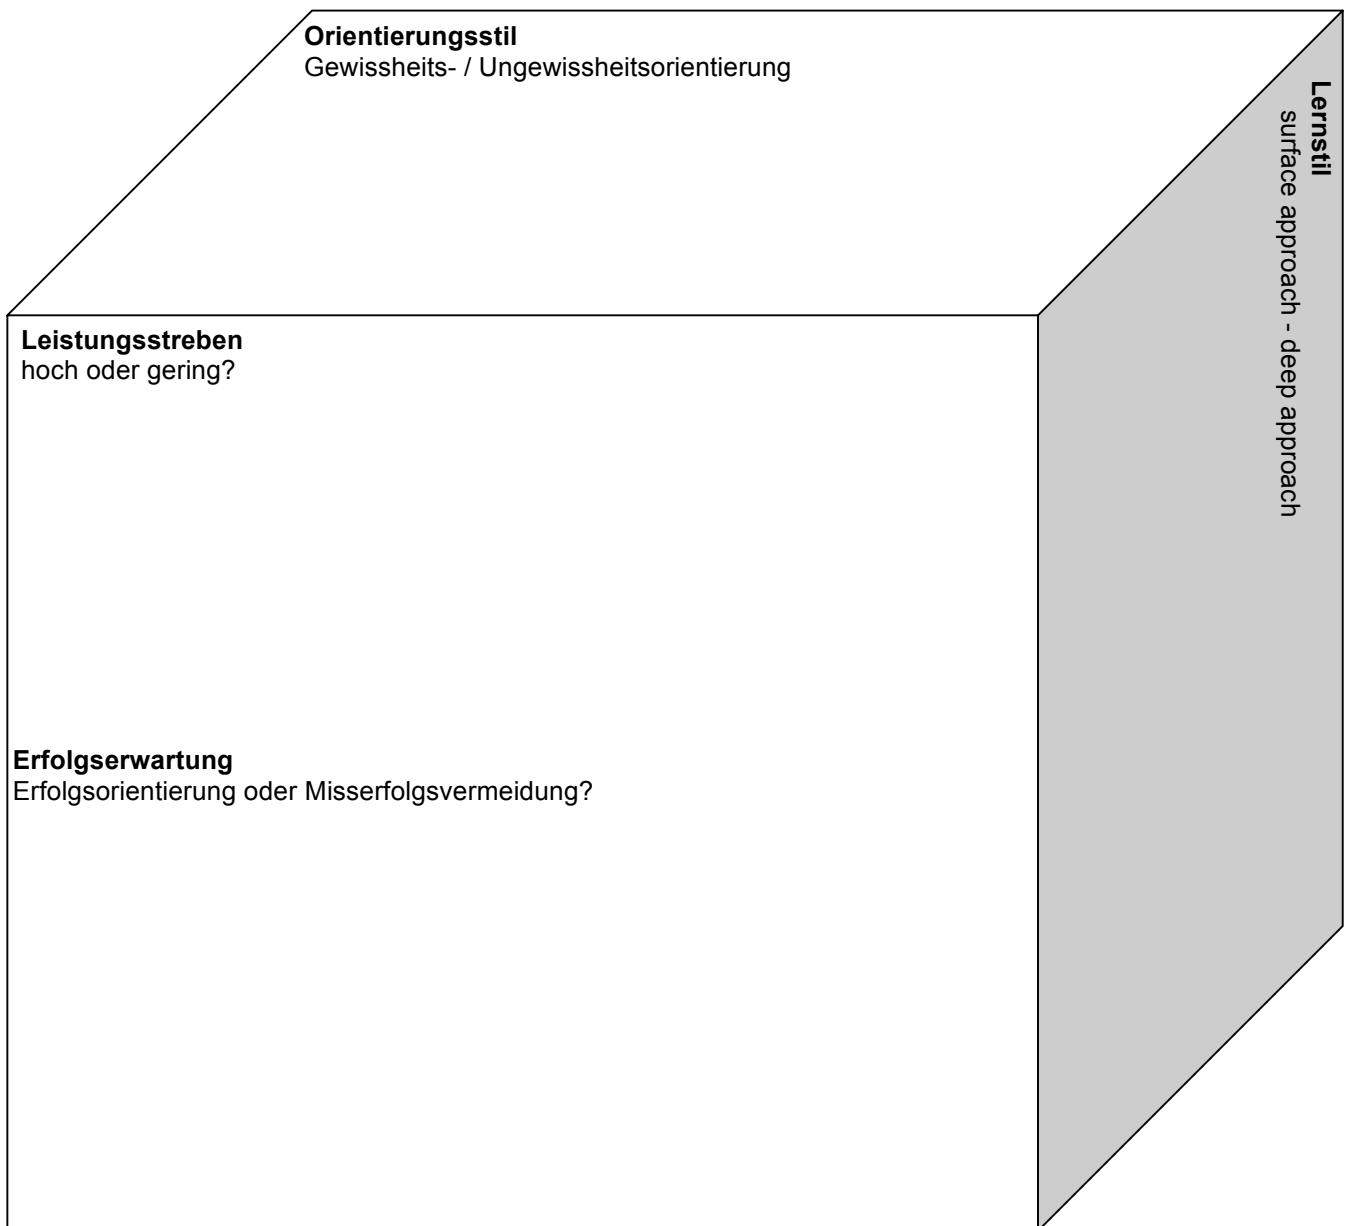 Orientierungsstil
Gewissheits- / Ungewissheitsorientierung
Lernstil
surface approach - deep approach
Leistungsstreben
hoch oder gering?
Erfolgserwartung
Erfolgsorientierung oder Misserfolgsvermeidung?